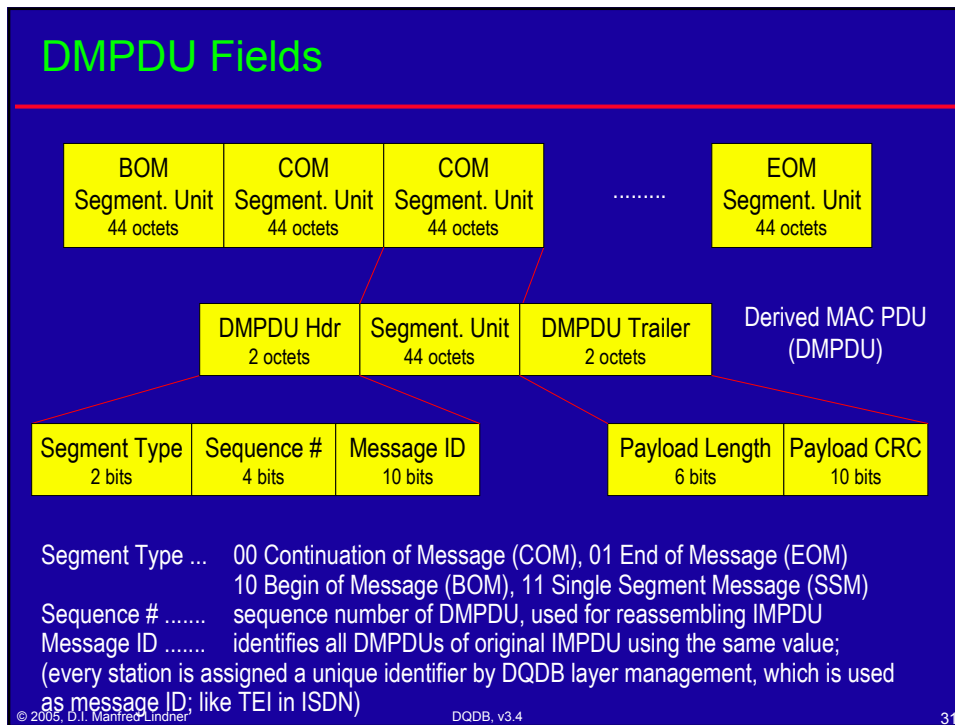 DMPDU Fields
BOM
Segment. Unit
44 octets
COM
Segment. Unit
44 octets
COM
Segment. Unit
44 octets
.........
EOM
Segment. Unit
44 octets
DMPDU Hdr
2 octets
Segment. Unit
44 octets
DMPDU Trailer
2 octets
Derived MAC PDU
(DMPDU)
Segment Type
2 bits
Sequence #
4 bits
Message ID
10 bits
Payload Length
6 bits
Payload CRC
10 bits
Segment Type ... 00 Continuation of Message (COM), 01 End of Message (EOM)
10 Begin of Message (BOM), 11 Single Segment Message (SSM)
Sequence # ....... sequence number of DMPDU, used for reassembling IMPDU
Message ID ....... identifies all DMPDUs of original IMPDU using the same value;
(every station is assigned a unique identifier by DQDB layer management, which is used
as message ID; like TEI in ISDN)
© 2005, D.I. Manfred Lindner
DQDB, v3.4
31